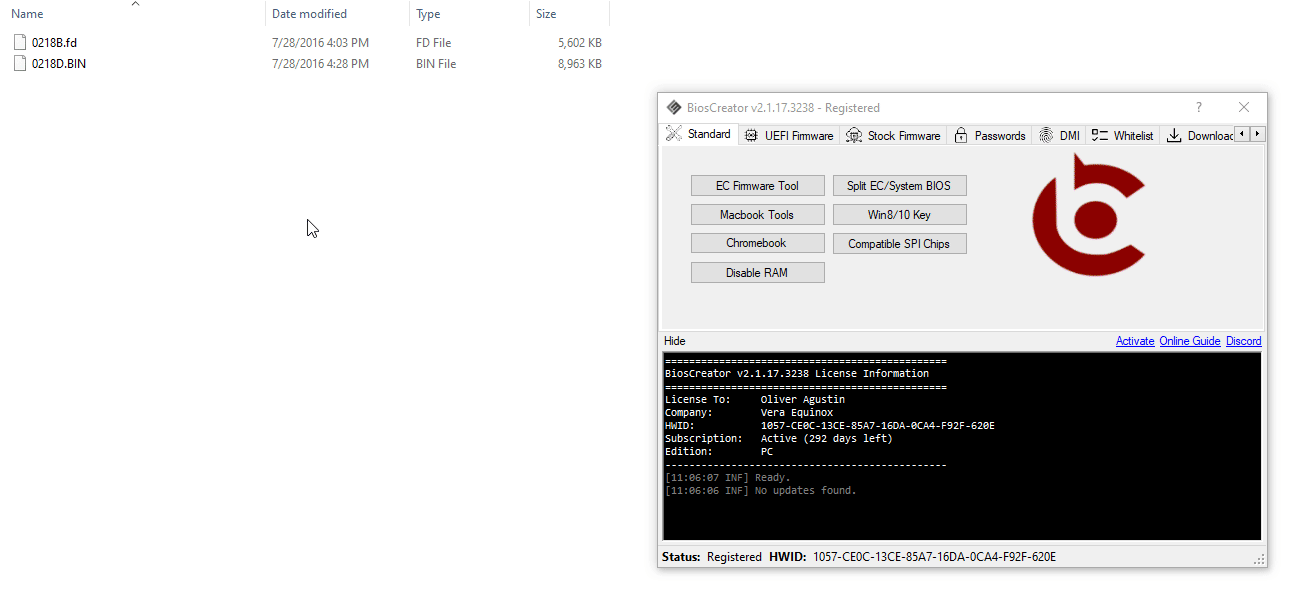 Name Date modified Type Size
0218B.fd 7/28/2016 4:03 PM FD File 5,602 KB
0218D.BIN 7/28/2016 4:28 PM BIN File 8,963 KB
BiosCreator v2.1.17.3238 - Registered ?
Standard UEFI Firmware Stock Firmware Passwords DMI Whitelist Downloac
EC Firmware Tool Split EC/System BIOS
Macbook Tools Win8/10 Key
Chromebook Compatible SPI Chips
Disable RAM
Hide Activate Online Guide Discord
===============================================
BiosCreator v2.1.17.3238 License Information
===============================================
License To: Oliver Agustin
Company: Vera Equinox
HWID: 1057-CE0C-13CE-85A7-16DA-0CA4-F92F-620E
Subscription: Active (292 days left)
Edition: PC
-----------------------------------------------
[11:06:07 INF] Ready.
[11:06:06 INF] No updates found.
Status: Registered HWID: 1057-CE0C-13CE-85A7-16DA-0CA4-F92F-620E